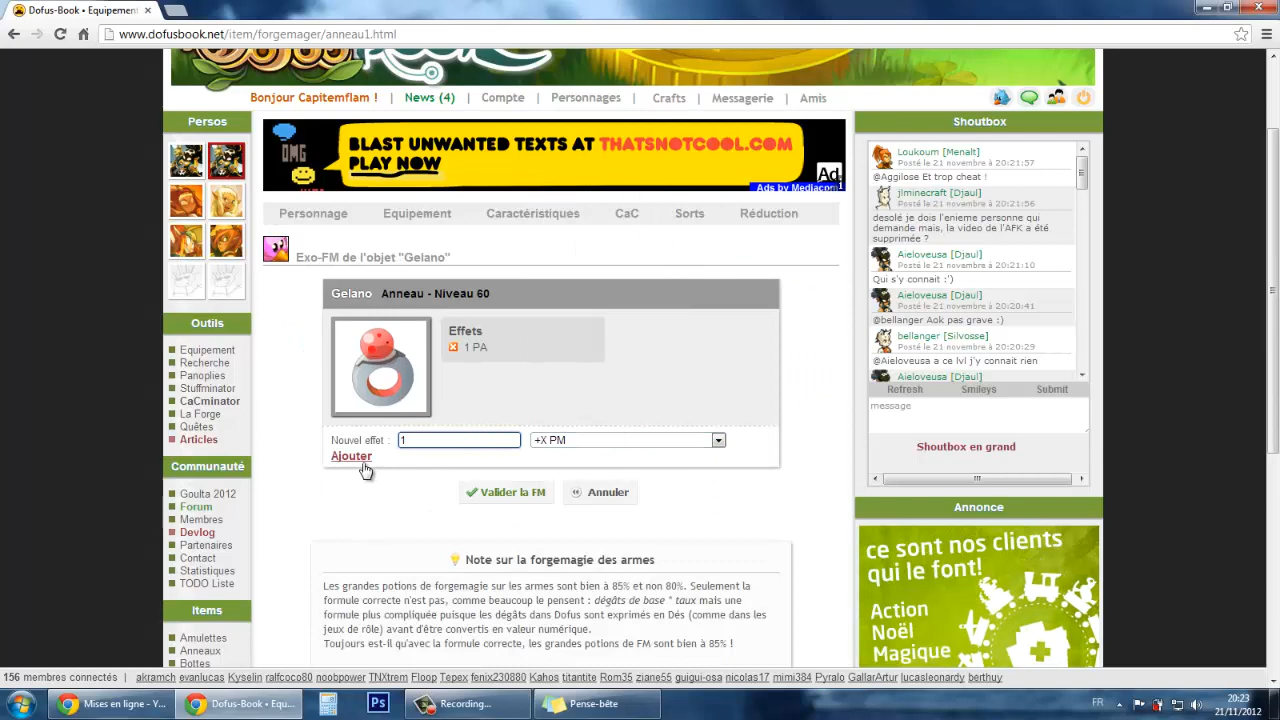 Dofus-Book • Equipement
www.dofusbook.net/item/forgemager/anneau1.html
Bonjour Capitemflam ! News (4) | Compte | Personnages | Crafts | Messagerie | Amis
Persos
OMG
BLAST UNWANTED TEXTS AT THATSNOTCOOL.COM
PLAY NOW
Ad
Ads by Mediacom
Shoutbox
Loukoum [Menalt]
Posté le 21 novembre à 20:21:57
@Aggilose Et trop cheat !
j!minecraft [Djaul]
Posté le 21 novembre à 20:21:56
desolé je dois l'enieme personne qui
demande mais, la video de l'AFK a été
supprimée ?
Aieloveusa [Djaul]
Posté le 21 novembre à 20:21:10
Qui s'y connait :')
Aieloveusa [Djaul]
Posté le 21 novembre à 20:20:41
@bellanger Aok pas grave :)
bellanger [Silvosse]
Posté le 21 novembre à 20:20:29
@Aieloveusa a ce lvl j'y connait rien
Aieloveusa [Djaul]
Refresh Smileys Submit
message
Shoutbox en grand
Personnage Equipement Caractéristiques CaC Sorts Réduction
Exo-FM de l'objet "Gelano"
Gelano Anneau - Niveau 60
Effets
1 PA
Nouvel effet : 1 +X PM
Ajouter
Valider la FM Annuler
Note sur la forgemagie des armes
Les grandes potions de forgemagie sur les armes sont bien à 85% et non 80%. Seulement la
formule correcte n'est pas, comme beaucoup le pensent : dégâts de base * taux mais une
formule plus compliquée puisque les dégâts dans Dofus sont exprimés en Dés (comme dans les
jeux de rôle) avant d'être convertis en valeur numérique.
Toujours est-il qu'avec la formule correcte, les grandes potions de FM sont bien à 85% !
Outils
Equipement
Recherche
Panoplies
Stuffminator
CaCminator
La Forge
Quêtes
Articles
Communauté
Goulta 2012
Forum
Membres
Devlog
Partenaires
Contact
Statistiques
TODO Liste
Items
Amulettes
Anneaux
Bottes
Annonce
ce sont nos clients
qui le font!
Action
Noël
Magique
156 membres connectés | akramch evanlucas Kyselin ralfcoco80 noobpower TNXtrem Floop Tepex fenix230880 Kahos titantite Rom35 ziane55 guigui-osa nicolas17 mimi384 Pyralo GallarArtur lucasleonardy berthuy
Mises en ligne - Y...
Dofus-Book • Equ...
Ps
Recording...
Pense-bête
FR
20:23
21/11/2012